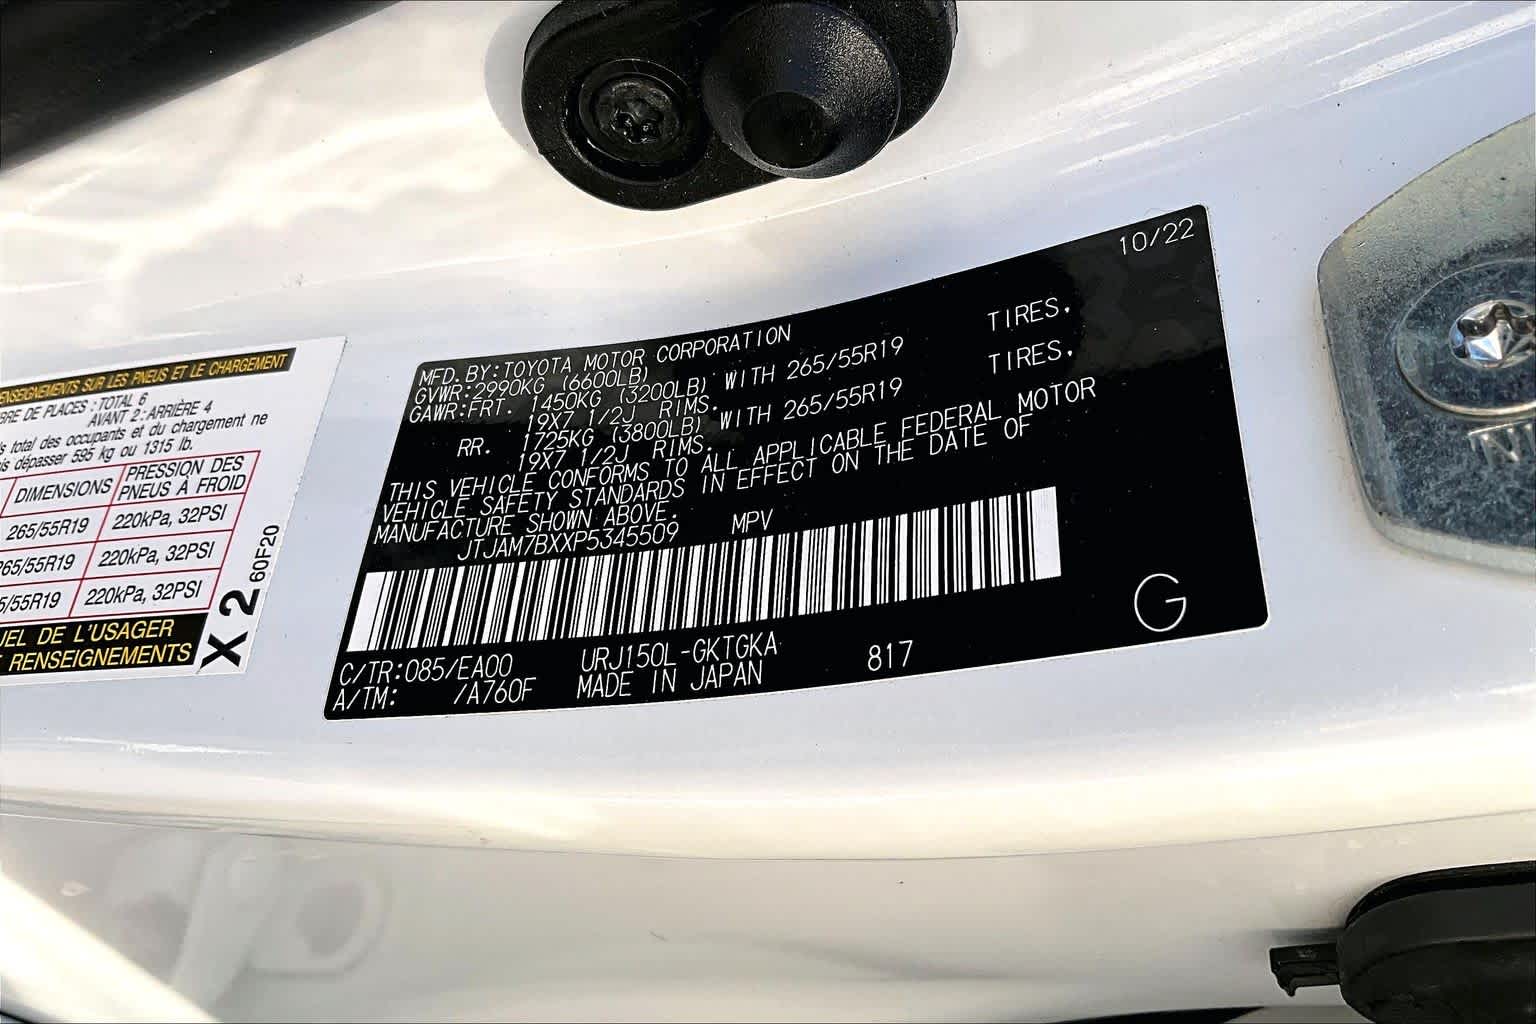 10/22
MFD.BY:TOYOTA MOTOR CORPORATION
GVWR:2990KG (6600LB)
GAWR:FRT. 1450KG (3200LB) WITH 265/55R19 TIRES,
19X7 1/2J RIMS.
RR. 1725KG (3800LB) WITH 265/55R19 TIRES,
19X7 1/2J RIMS.
THIS VEHICLE CONFORMS TO ALL APPLICABLE FEDERAL MOTOR
VEHICLE SAFETY STANDARDS IN EFFECT ON THE DATE OF
MANUFACTURE SHOWN ABOVE.
JTJAM7BXXP5345509 MPV
C/TR:085/EA00 URJ150L-GKTGKA 817
A/TM: /A760F MADE IN JAPAN
G
SUR LES PNEUS ET LE CHARGEMENT
DE PLACES : TOTAL 6
AVANT 2: ARRIÈRE 4
total des occupants et du chargement ne
dépasser 595 kg ou 1315 lb.
DIMENSIONS PRESSION DES
PNEUS À FROID
265/55R19 220kPa, 32PSI
265/55R19 220kPa, 32PSI
/55R19 220kPa, 32PSI
DE L'USAGER
RENSEIGNEMENTS
X 2
60F20